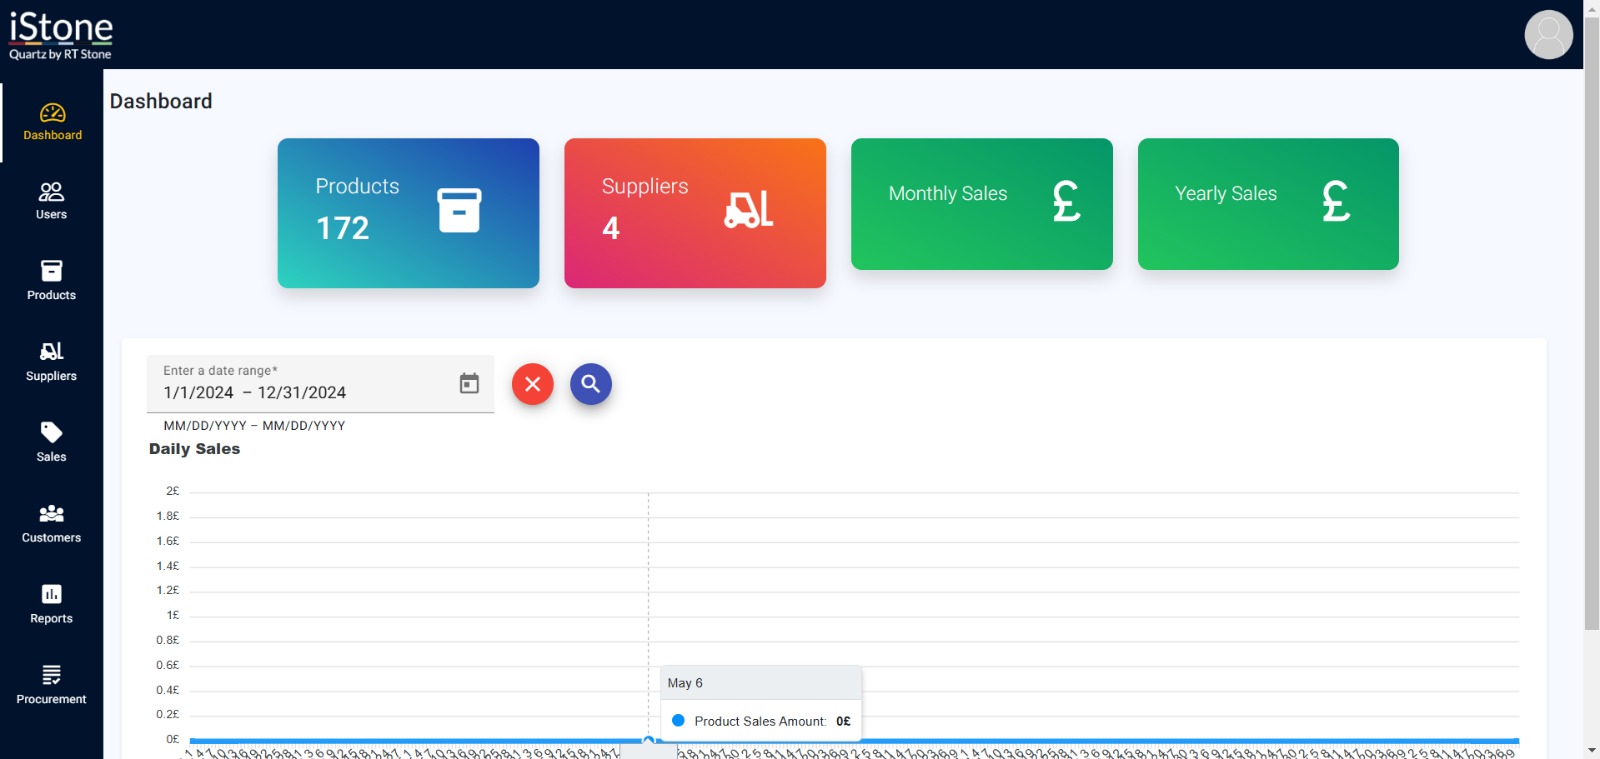 iStone
Quartz by RT Stone
Dashboard
Dashboard
Users
Products
Suppliers
Sales
Customers
Reports
Procurement
Products
172
Suppliers
4
Monthly Sales
£
Yearly Sales
£
Enter a date range*
1/1/2024 – 12/31/2024
MM/DD/YYYY – MM/DD/YYYY
Daily Sales
2£
1.8£
1.6£
1.4£
1.2£
1£
0.8£
0.6£
0.4£
0.2£
0£
May 6
Product Sales Amount: 0£